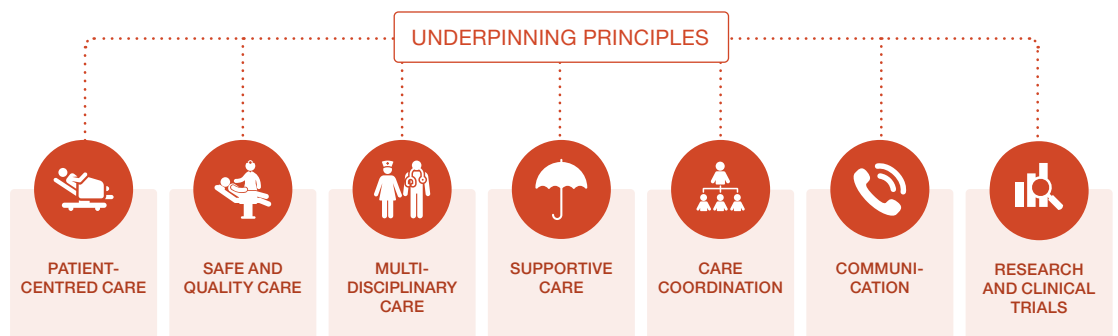 UNDERPINNING PRINCIPLES
PATIENT-
CENTRED CARE
SAFE AND
QUALITY CARE
MULTI-
DISCIPLINARY
CARE
SUPPORTIVE
CARE
CARE
COORDINATION
COMMUNI-
CATION
RESEARCH
AND CLINICAL
TRIALS